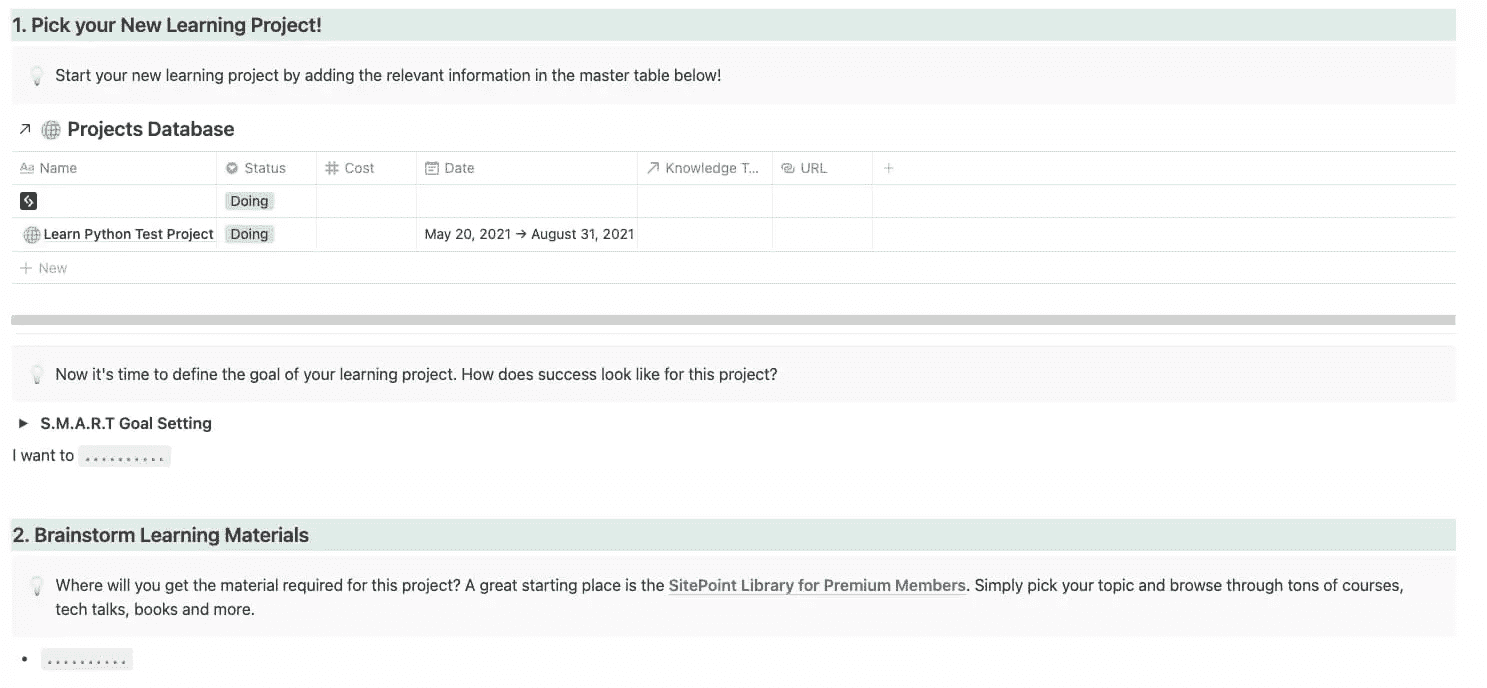 1. Pick your New Learning Project!
Start your new learning project by adding the relevant information in the master table below!
Projects Database
Aa Name Status Cost Date Knowledge T... URL
Doing
Learn Python Test Project Doing May 20, 2021 → August 31, 2021
+ New
Now it's time to define the goal of your learning project. How does success look like for this project?
S.M.A.R.T Goal Setting
I want to ..........
2. Brainstorm Learning Materials
Where will you get the material required for this project? A great starting place is the SitePoint Library for Premium Members. Simply pick your topic and browse through tons of courses,
tech talks, books and more.
• ..........